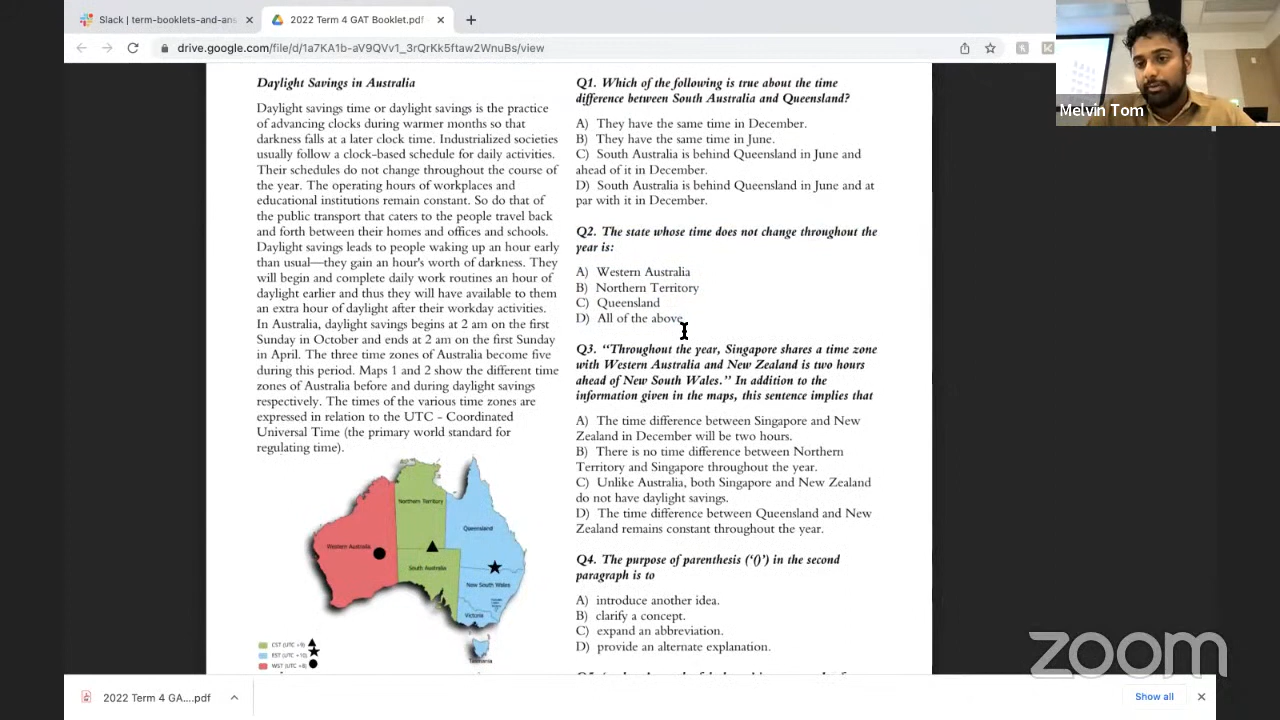 Slack | term-booklets-and-ans
2022 Term 4 GAT Booklet.pdf
drive.google.com/file/d/1a7KA1b-aV9QVv1_3rQrKk5ftaw2WnuBs/view
Melvin Tom
Daylight Savings in Australia
Daylight savings time or daylight savings is the practice
of advancing clocks during warmer months so that
darkness falls at a later clock time. Industrialized societies
usually follow a clock-based schedule for daily activities.
Their schedules do not change throughout the course of
the year. The operating hours of workplaces and
educational institutions remain constant. So do that of
the public transport that caters to the people travel back
and forth between their homes and offices and schools.
Daylight savings leads to people waking up an hour early
than usual—they gain an hour's worth of darkness. They
will begin and complete daily work routines an hour of
daylight earlier and thus they will have available to them
an extra hour of daylight after their workday activities.
In Australia, daylight savings begins at 2 am on the first
Sunday in October and ends at 2 am on the first Sunday
in April. The three time zones of Australia become five
during this period. Maps 1 and 2 show the different time
zones of Australia before and during daylight savings
respectively. The times of the various time zones are
expressed in relation to the UTC - Coordinated
Universal Time (the primary world standard for
regulating time).
Northern Territory
Queensland
Western Australia
South Australia
New South Wales
Victoria
Tasmania
CST (UTC +9)
EST (UTC +10)
WST (UTC +8)
Q1. Which of the following is true about the time
difference between South Australia and Queensland?
A) They have the same time in December.
B) They have the same time in June.
C) South Australia is behind Queensland in June and
ahead of it in December.
D) South Australia is behind Queensland in June and at
par with it in December.
Q2. The state whose time does not change throughout the
year is:
A) Western Australia
B) Northern Territory
C) Queensland
D) All of the above
Q3. “Throughout the year, Singapore shares a time zone
with Western Australia and New Zealand is two hours
ahead of New South Wales.” In addition to the
information given in the maps, this sentence implies that
A) The time difference between Singapore and New
Zealand in December will be two hours.
B) There is no time difference between Northern
Territory and Singapore throughout the year.
C) Unlike Australia, both Singapore and New Zealand
do not have daylight savings.
D) The time difference between Queensland and New
Zealand remains constant throughout the year.
Q4. The purpose of parenthesis (‘()’) in the second
paragraph is to
A) introduce another idea.
B) clarify a concept.
C) expand an abbreviation.
D) provide an alternate explanation.
zoom
2022 Term 4 GA....pdf
Show all